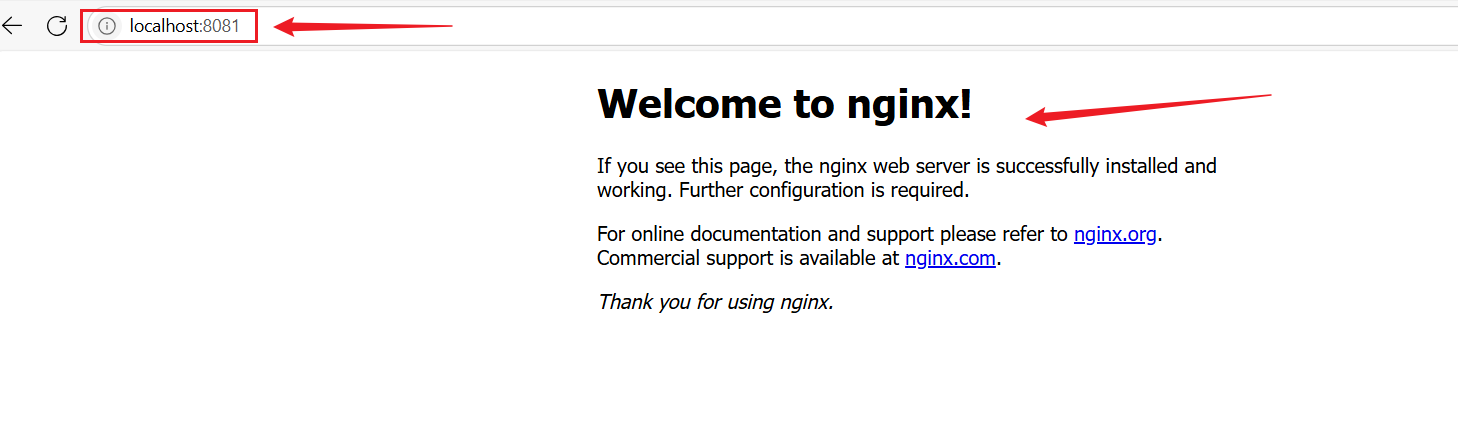 localhost:8081
Welcome to nginx!
If you see this page, the nginx web server is successfully installed and
working. Further configuration is required.
For online documentation and support please refer to nginx.org.
Commercial support is available at nginx.com.
Thank you for using nginx.